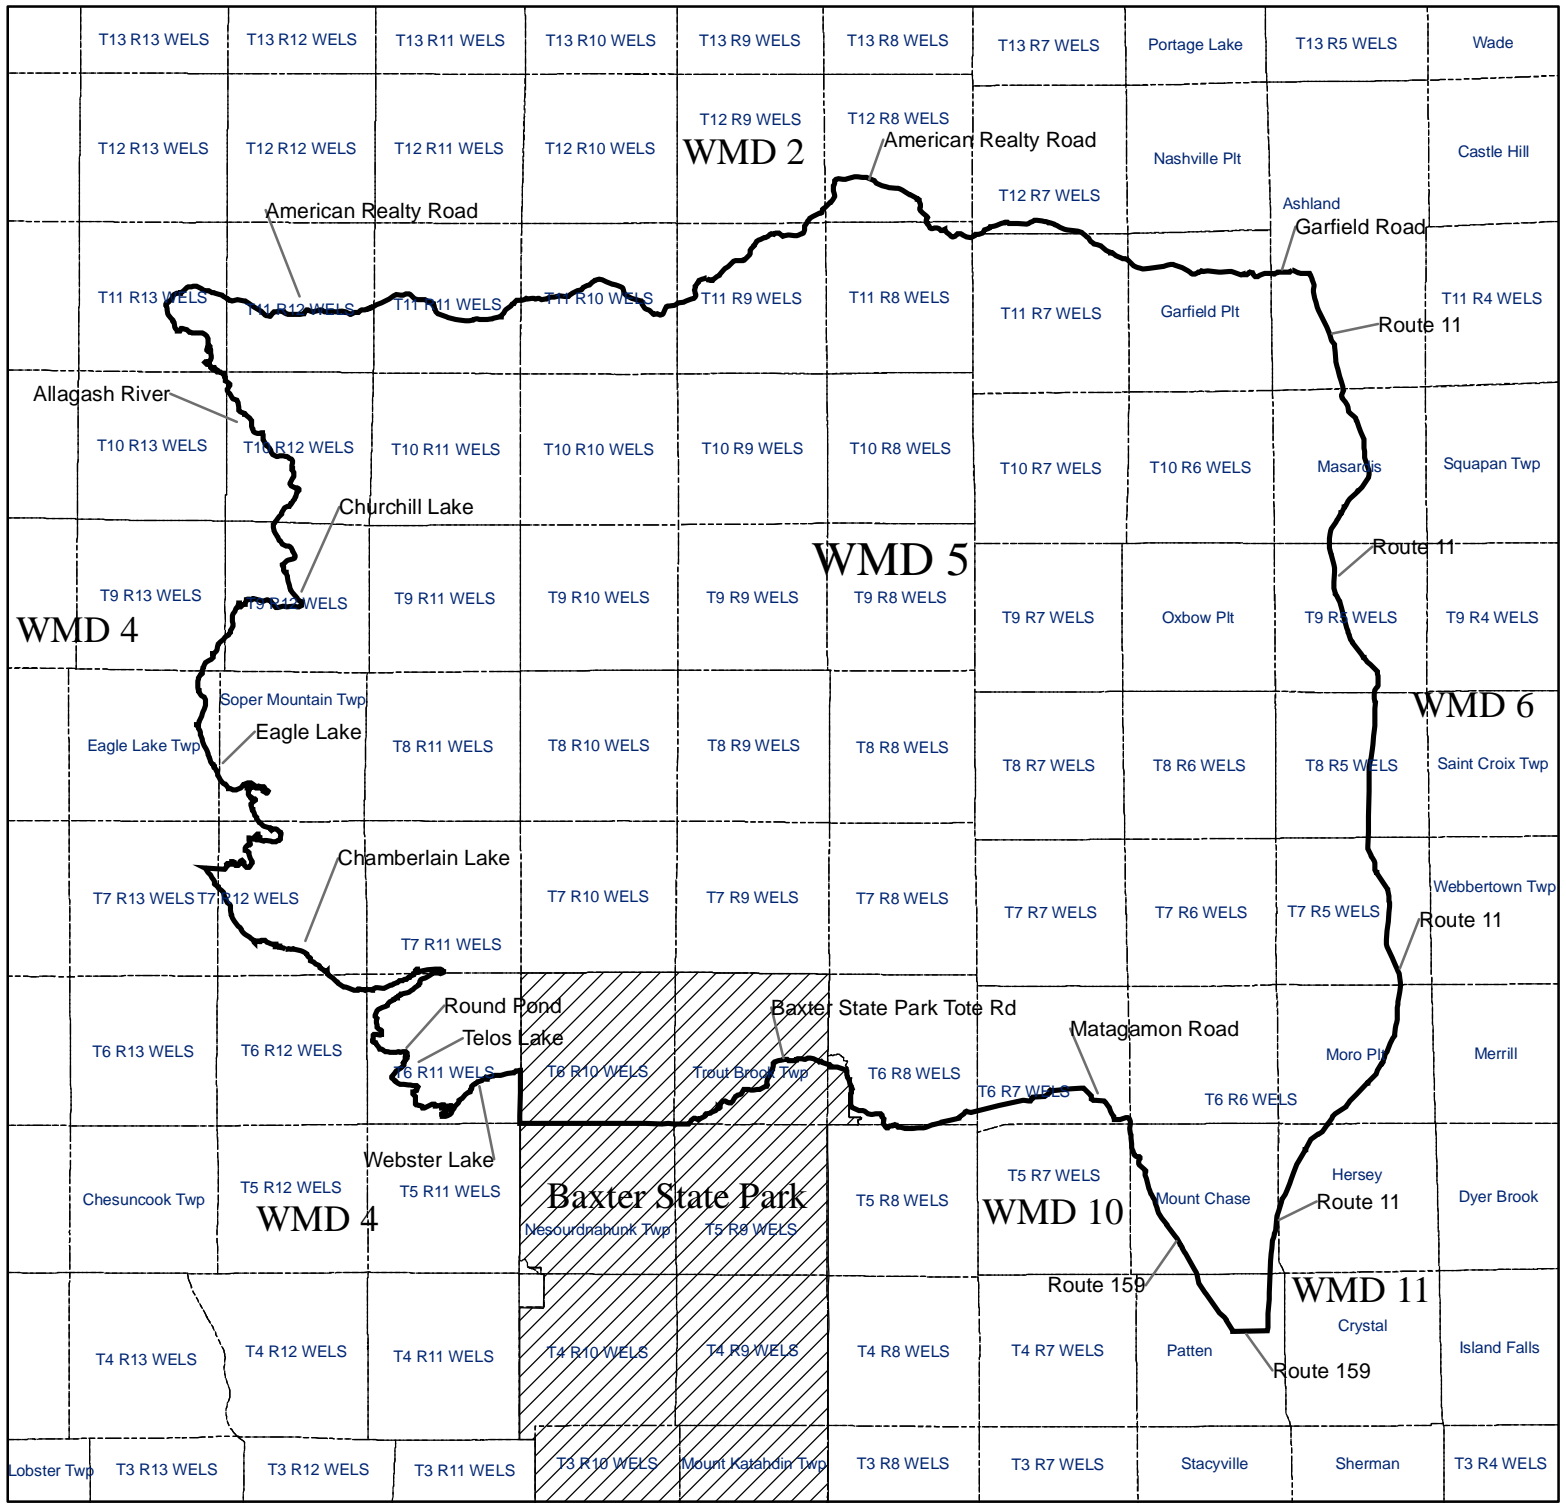 T13 R13 WELS
T13 R12 WELS
T13 R11 WELS
T13 R10 WELS
T13 R9 WELS
T13 R8 WELS
T13 R7 WELS
Portage Lake
T13 R5 WELS
Wade
T12 R13 WELS
T12 R12 WELS
T12 R11 WELS
T12 R10 WELS
T12 R9 WELS
WMD 2
T12 R8 WELS
American Realty Road
T12 R7 WELS
Nashville Plt
Ashland
Garfield Road
Castle Hill
American Realty Road
T11 R13 WELS
T11 R12 WELS
T11 R11 WELS
T11 R10 WELS
T11 R9 WELS
T11 R8 WELS
T11 R7 WELS
Garfield Plt
Route 11
T11 R4 WELS
Allagash River
T10 R13 WELS
T10 R12 WELS
T10 R11 WELS
T10 R10 WELS
T10 R9 WELS
T10 R8 WELS
T10 R7 WELS
T10 R6 WELS
Masardis
Squapan Twp
Churchill Lake
WMD 5
Route 11
T9 R13 WELS
T9 R12 WELS
T9 R11 WELS
T9 R10 WELS
T9 R9 WELS
T9 R8 WELS
T9 R7 WELS
Oxbow Plt
T9 R5 WELS
T9 R4 WELS
WMD 4
Soper Mountain Twp
WMD 6
Eagle Lake Twp
Eagle Lake
T8 R11 WELS
T8 R10 WELS
T8 R9 WELS
T8 R8 WELS
T8 R7 WELS
T8 R6 WELS
T8 R5 WELS
Saint Croix Twp
Chamberlain Lake
T7 R13 WELS
T7 R12 WELS
T7 R11 WELS
T7 R10 WELS
T7 R9 WELS
T7 R8 WELS
T7 R7 WELS
T7 R6 WELS
T7 R5 WELS
Webbertown Twp
Route 11
Round Pond
Telos Lake
Baxter State Park Tote Rd
Matagamon Road
T6 R13 WELS
T6 R12 WELS
T6 R11 WELS
T6 R10 WELS
Trout Brook Twp
T6 R8 WELS
T6 R7 WELS
T6 R6 WELS
Moro Plt
Merrill
Webster Lake
Chesuncook Twp
T5 R12 WELS
WMD 4
T5 R11 WELS
Baxter State Park
Nesourdnahunk Twp
T5 R9 WELS
T5 R8 WELS
T5 R7 WELS
WMD 10
Mount Chase
Hersey
Route 11
Dyer Brook
Route 159
WMD 11
Crystal
T4 R13 WELS
T4 R12 WELS
T4 R11 WELS
T4 R10 WELS
T4 R9 WELS
T4 R8 WELS
T4 R7 WELS
Patten
Route 159
Island Falls
Lobster Twp
T3 R13 WELS
T3 R12 WELS
T3 R11 WELS
T3 R10 WELS
Mount Katahdin Twp
T3 R8 WELS
T3 R7 WELS
Stacyville
Sherman
T3 R4 WELS